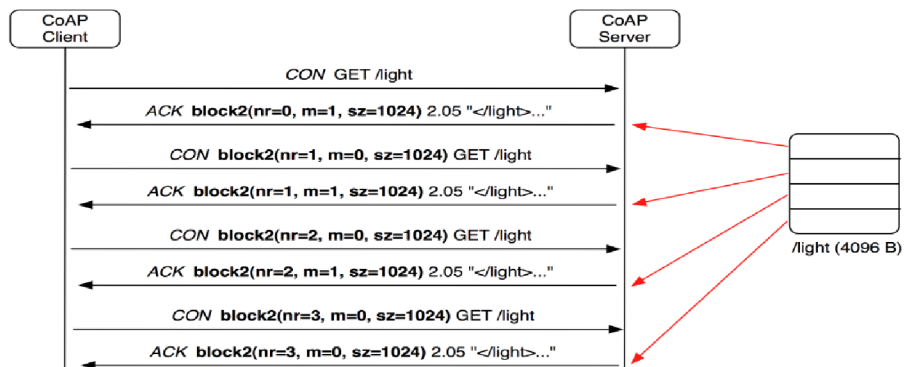 CoAP
Client
CoAP
Server
CON GET /light
ACK block2(nr=0, m=1, sz=1024) 2.05 "</light>..."
CON block2(nr=1, m=0, sz=1024) GET /light
ACK block2(nr=1, m=1, sz=1024) 2.05 "</light>..."
CON block2(nr=2, m=0, sz=1024) GET /light
/light (4096 B)
ACK block2(nr=2, m=1, sz=1024) 2.05 "</light>..."
CON block2(nr=3, m=0, sz=1024) GET /light
ACK block2(nr=3, m=0, sz=1024) 2.05 "</light>..."